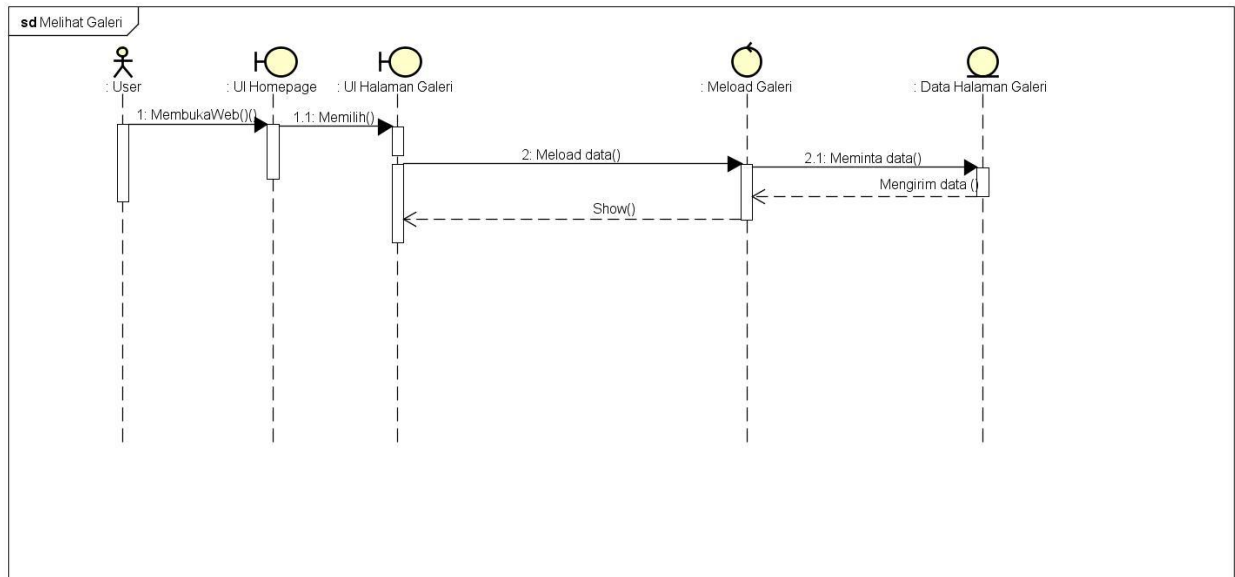 sd Melihat Galeri
: User
: UI Homepage
: UI Halaman Galeri
: Meload Galeri
: Data Halaman Galeri
1: MembukaWeb()()
1.1: Memilih()
2: Meload data()
2.1: Meminta data()
Mengirim data ()
Show()